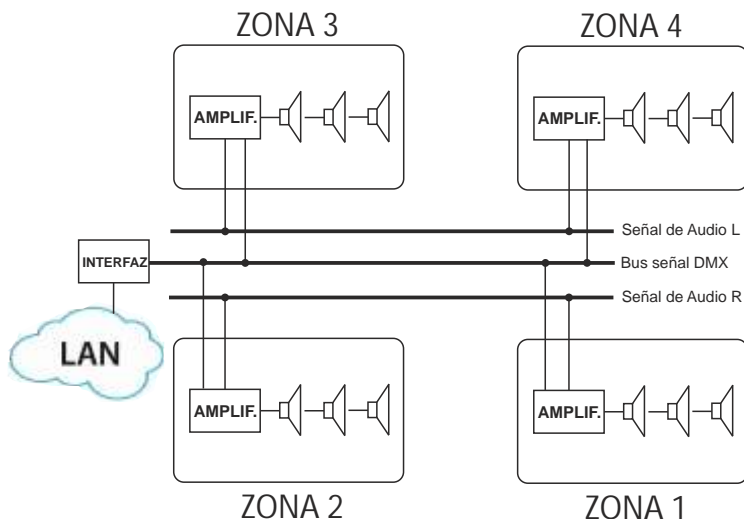 ZONA 3
ZONA 4
AMPLIF.
AMPLIF.
Señal de Audio L
INTERFAZ
Bus señal DMX
Señal de Audio R
LAN
AMPLIF.
AMPLIF.
ZONA 2
ZONA 1